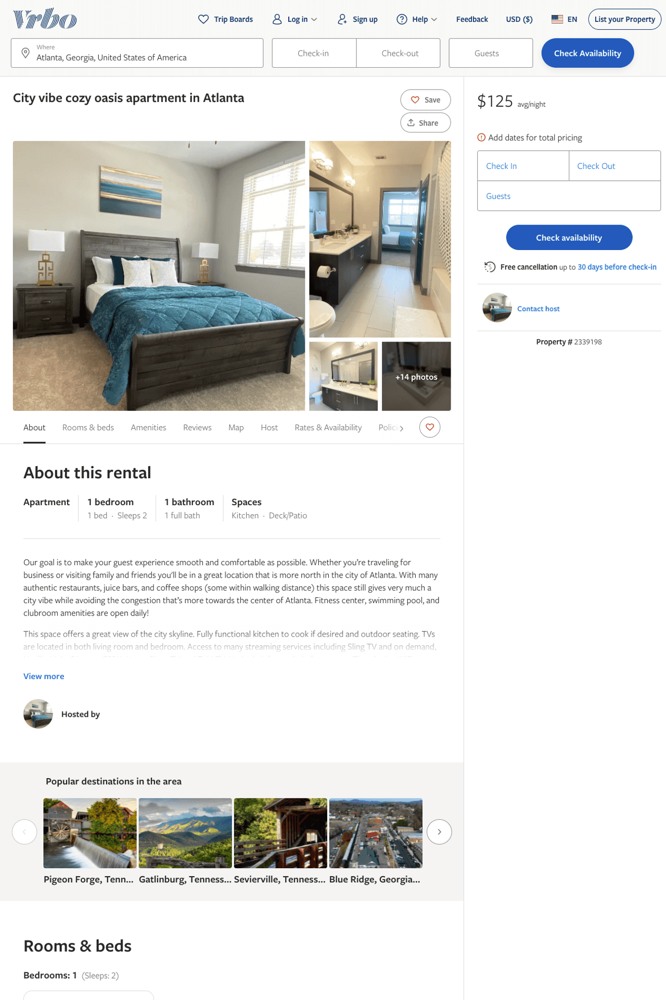 Vrbo
Trip Boards
Log in
Sign up
Help
Feedback
USD ($)
EN
List your Property
Where
Atlanta, Georgia, United States of America
Check-in
Check-out
Guests
Check Availability
City vibe cozy oasis apartment in Atlanta
Save
Share
$125 avg/night
Add dates for total pricing
Check In
Check Out
Guests
Check availability
Free cancellation up to 30 days before check-in
Contact host
Property # 2339198
+14 photos
About
Rooms & beds
Amenities
Reviews
Map
Host
Rates & Availability
Polici
About this rental
Apartment
1 bedroom
1 bed · Sleeps 2
1 bathroom
1 full bath
Spaces
Kitchen · Deck/Patio
Our goal is to make your guest experience smooth and comfortable as possible. Whether you're traveling for
business or visiting family and friends you'll be in a great location that is more north in the city of Atlanta. With many
authentic restaurants, juice bars, and coffee shops (some within walking distance) this space still gives very much a
city vibe while avoiding the congestion that's more towards the center of Atlanta. Fitness center, swimming pool, and
clubroom amenities are open daily!
This space offers a great view of the city skyline. Fully functional kitchen to cook if desired and outdoor seating. TVs
are located in both living room and bedroom. Access to many streaming services including Sling TV and on demand,
View more
Hosted by
Popular destinations in the area
Pigeon Forge, Tenn...
Gatlinburg, Tenness...
Sevierville, Tenness...
Blue Ridge, Georgia...
Rooms & beds
Bedrooms: 1 (Sleeps: 2)